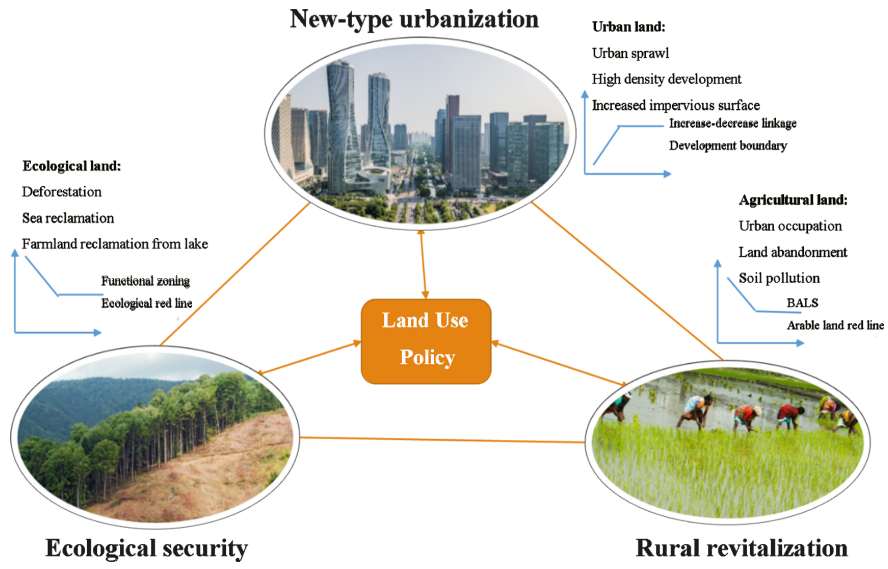 New-type urbanization
Urban land:
Urban sprawl
High density development
Increased impervious surface
Increase-decrease linkage
Development boundary
Ecological land:
Deforestation
Sea reclamation
Farmland reclamation from lake
Functional zoning
Ecological red line
Agricultural land:
Urban occupation
Land abandonment
Soil pollution
BALS
Arable land red line
Land Use
Policy
Ecological security
Rural revitalization